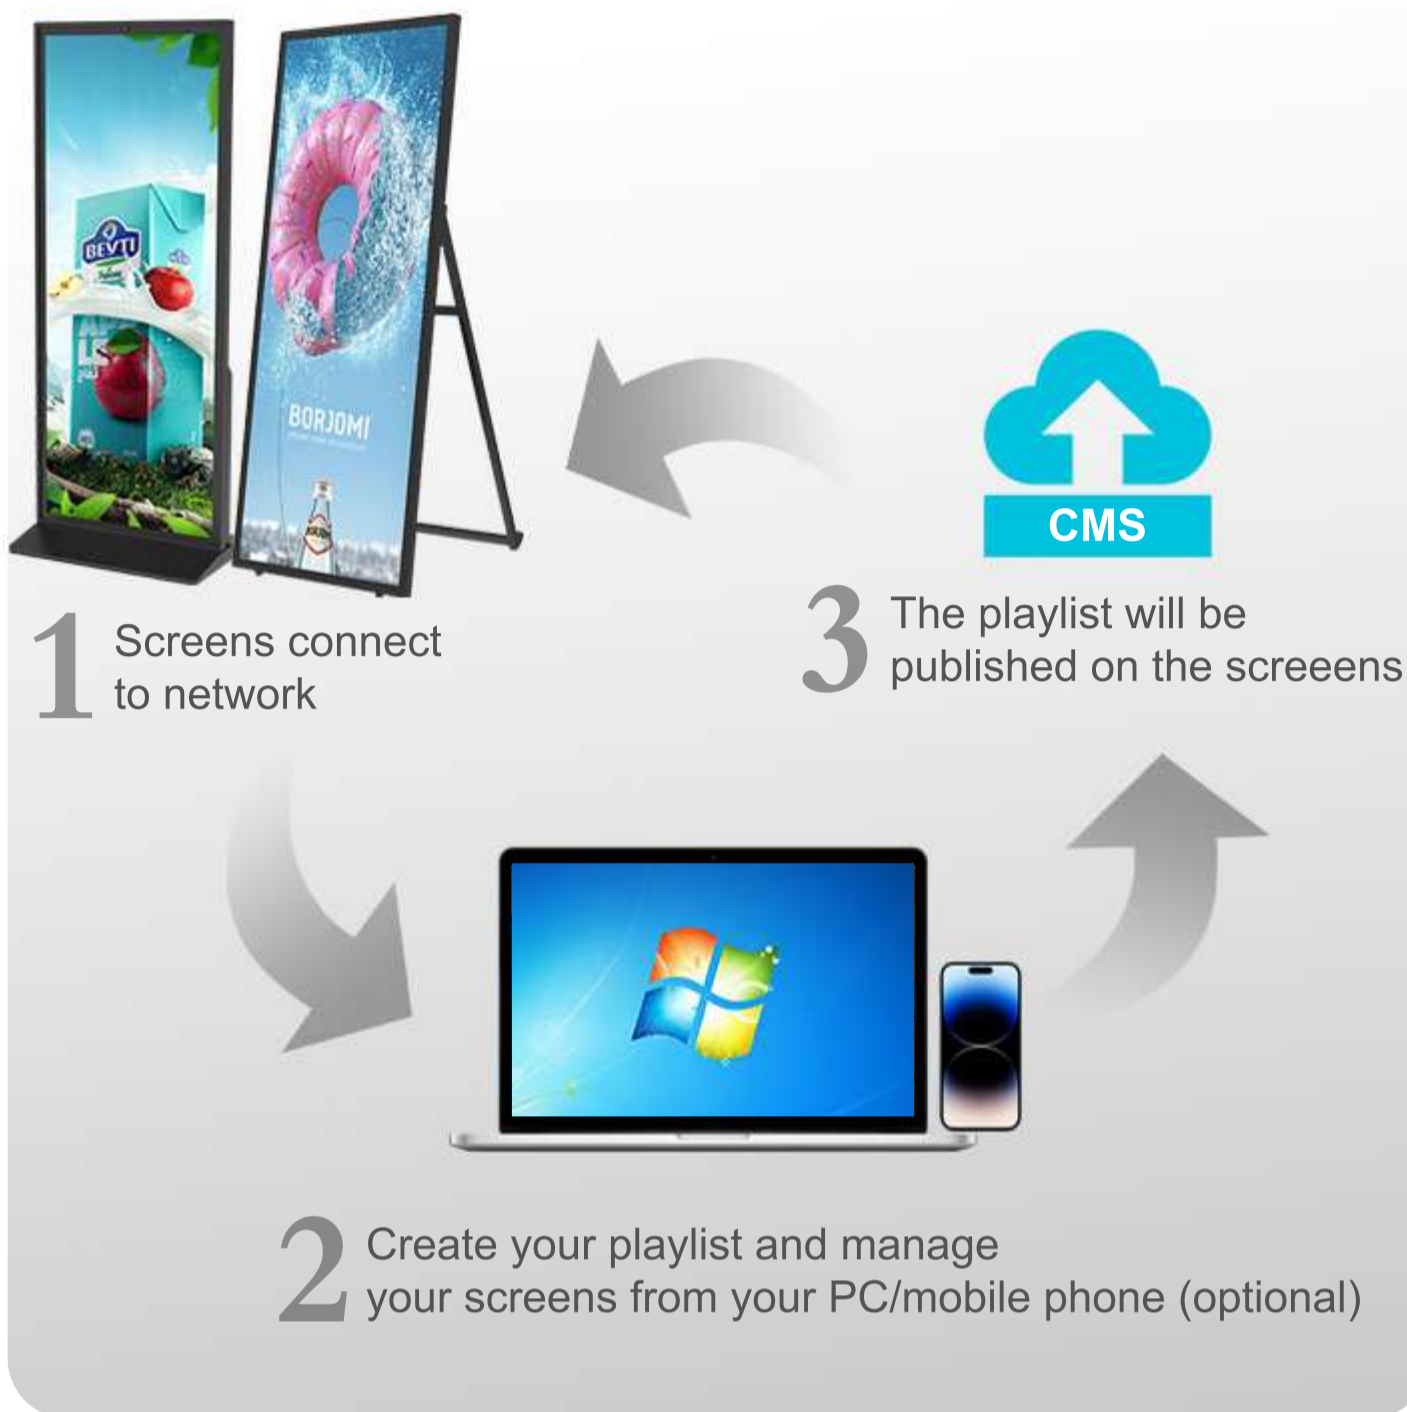 BEVTI
BORJOMI
CMS
1
Screens connect
to network
3
The playlist will be
published on the screeens
2
Create your playlist and manage
your screens from your PC/mobile phone (optional)